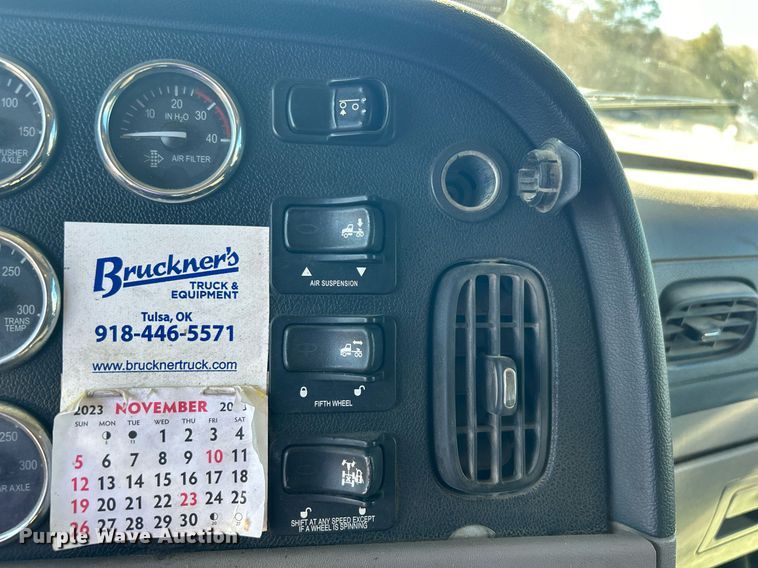 100
150
PUSHER
AXLE
10 20 30 40
IN H₂O
AIR FILTER
250
300
TRANS
TEMP
250
300
AXLE
Bruckner's
TRUCK &
EQUIPMENT
Tulsa, OK
918-446-5571
www.brucknertruck.com
2023 NOVEMBER
SUN MON TUE WED THU FRI SAT
1 2 3 4
5 6 7 8 9 10 11
12 13 14 15 16 17 18
19 20 21 22 23 24 25
26 27 28 29 30
AIR SUSPENSION
FIFTH WHEEL
SHIFT AT ANY SPEED EXCEPT
IF A WHEEL IS SPINNING
Purple Wave Auction